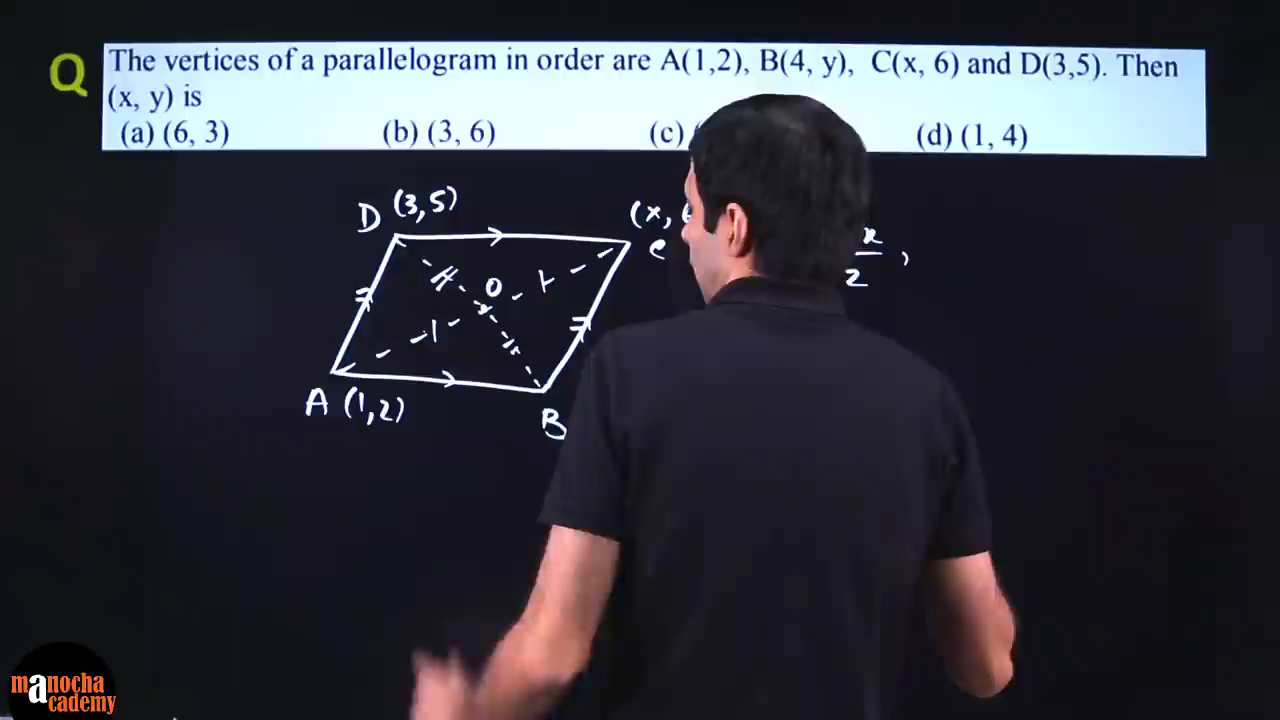 Q The vertices of a parallelogram in order are A(1,2), B(4, y), C(x, 6) and D(3,5). Then
(x, y) is
(a) (6, 3) (b) (3, 6) (c) (d) (1, 4)
D (3,5)
(x,
C
x
2 ,
O
A (1,2)
B
manocha
academy